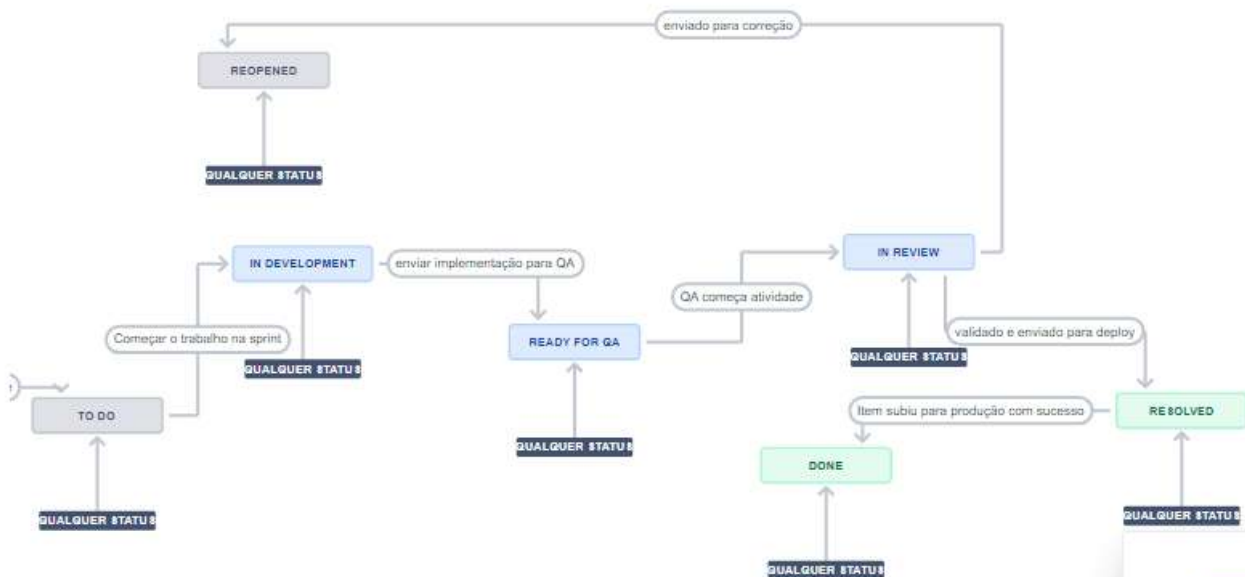 enviado para correção
REOPENED
QUALQUER STATUS
IN DEVELOPMENT
enviar implementação para QA
IN REVIEW
QA começa atividade
Começar o trabalho na sprint
READY FOR QA
validado e enviado para deploy
QUALQUER STATUS
QUALQUER STATUS
TO DO
Item subiu para produção com sucesso
RESOLVED
QUALQUER STATUS
DONE
QUALQUER STATUS
QUALQUER STATUS
QUALQUER STATUS